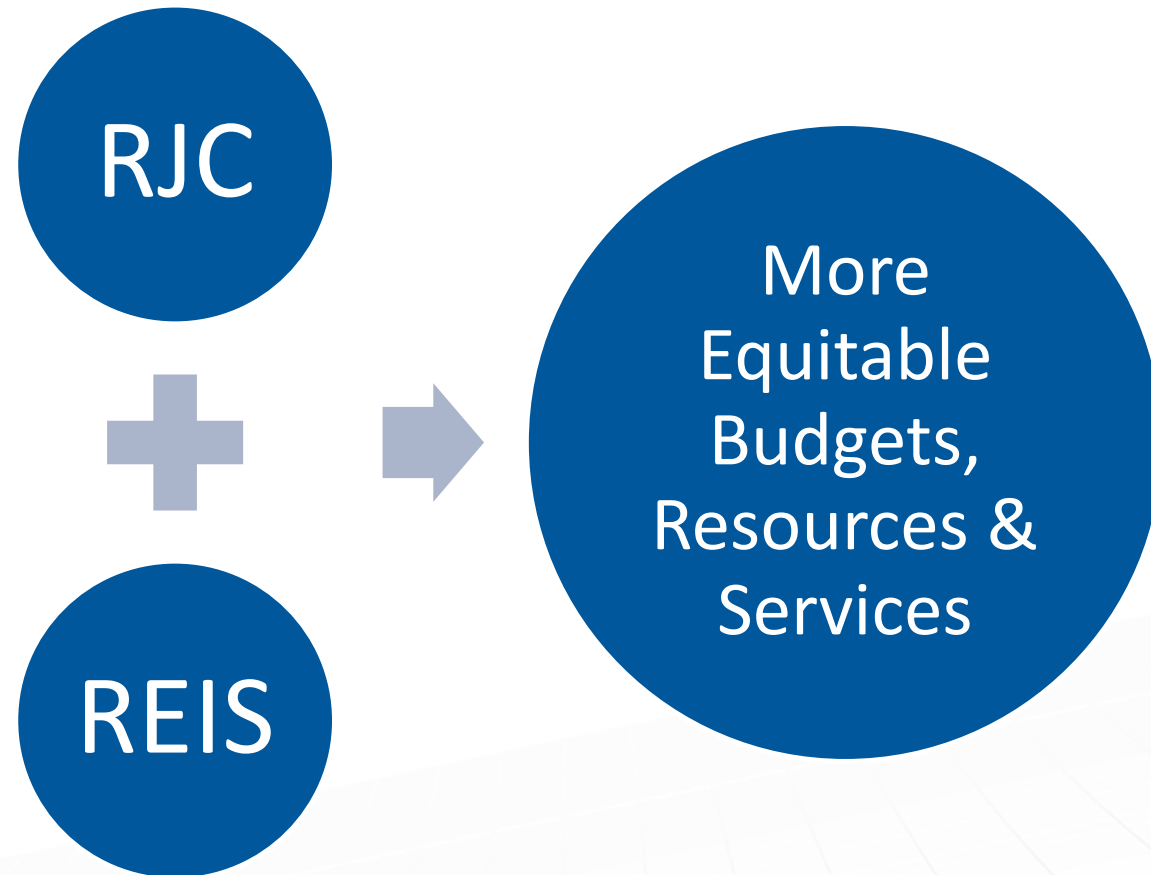 RJC
REIS
More
Equitable
Budgets,
Resources &
Services